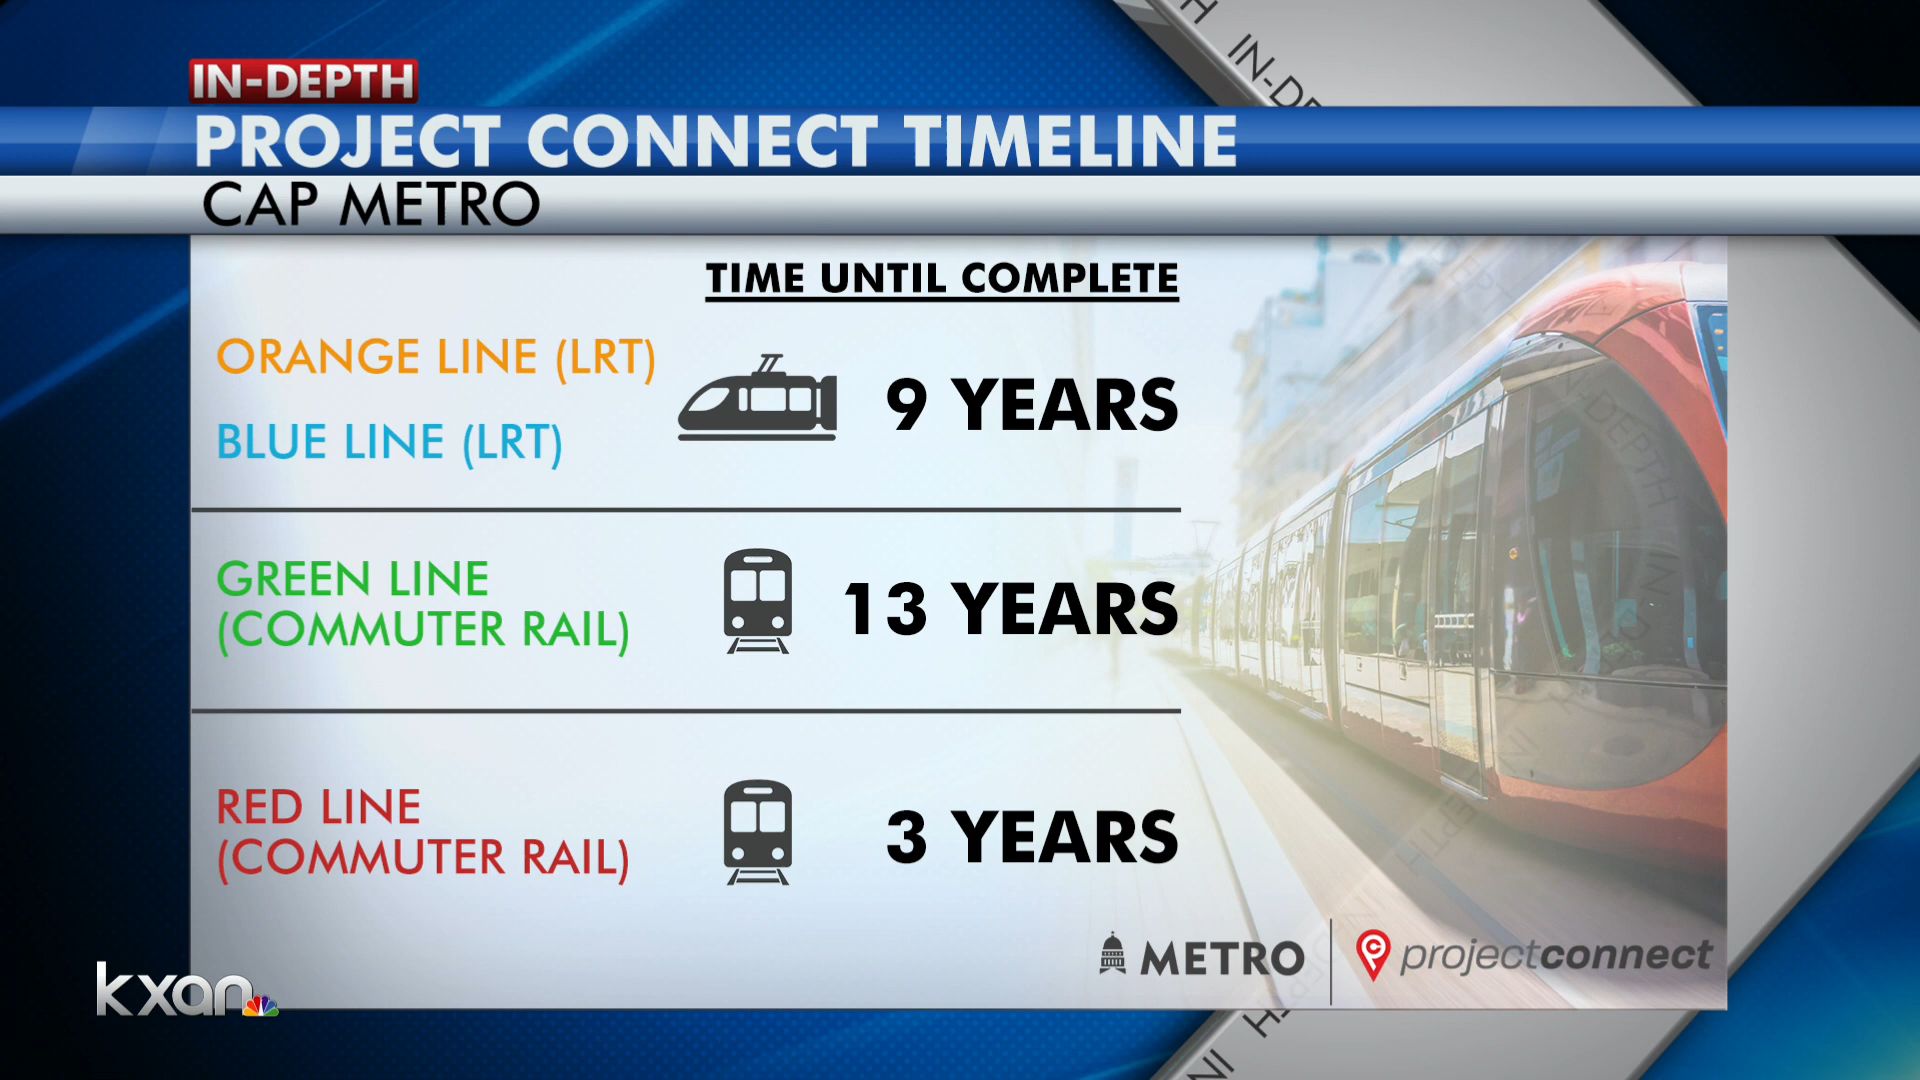 IN-DEPTH
PROJECT CONNECT TIMELINE
CAP METRO
TIME UNTIL COMPLETE
ORANGE LINE (LRT)
BLUE LINE (LRT)
9 YEARS
GREEN LINE
(COMMUTER RAIL)
13 YEARS
RED LINE
(COMMUTER RAIL)
3 YEARS
METRO
projectconnect
kxan